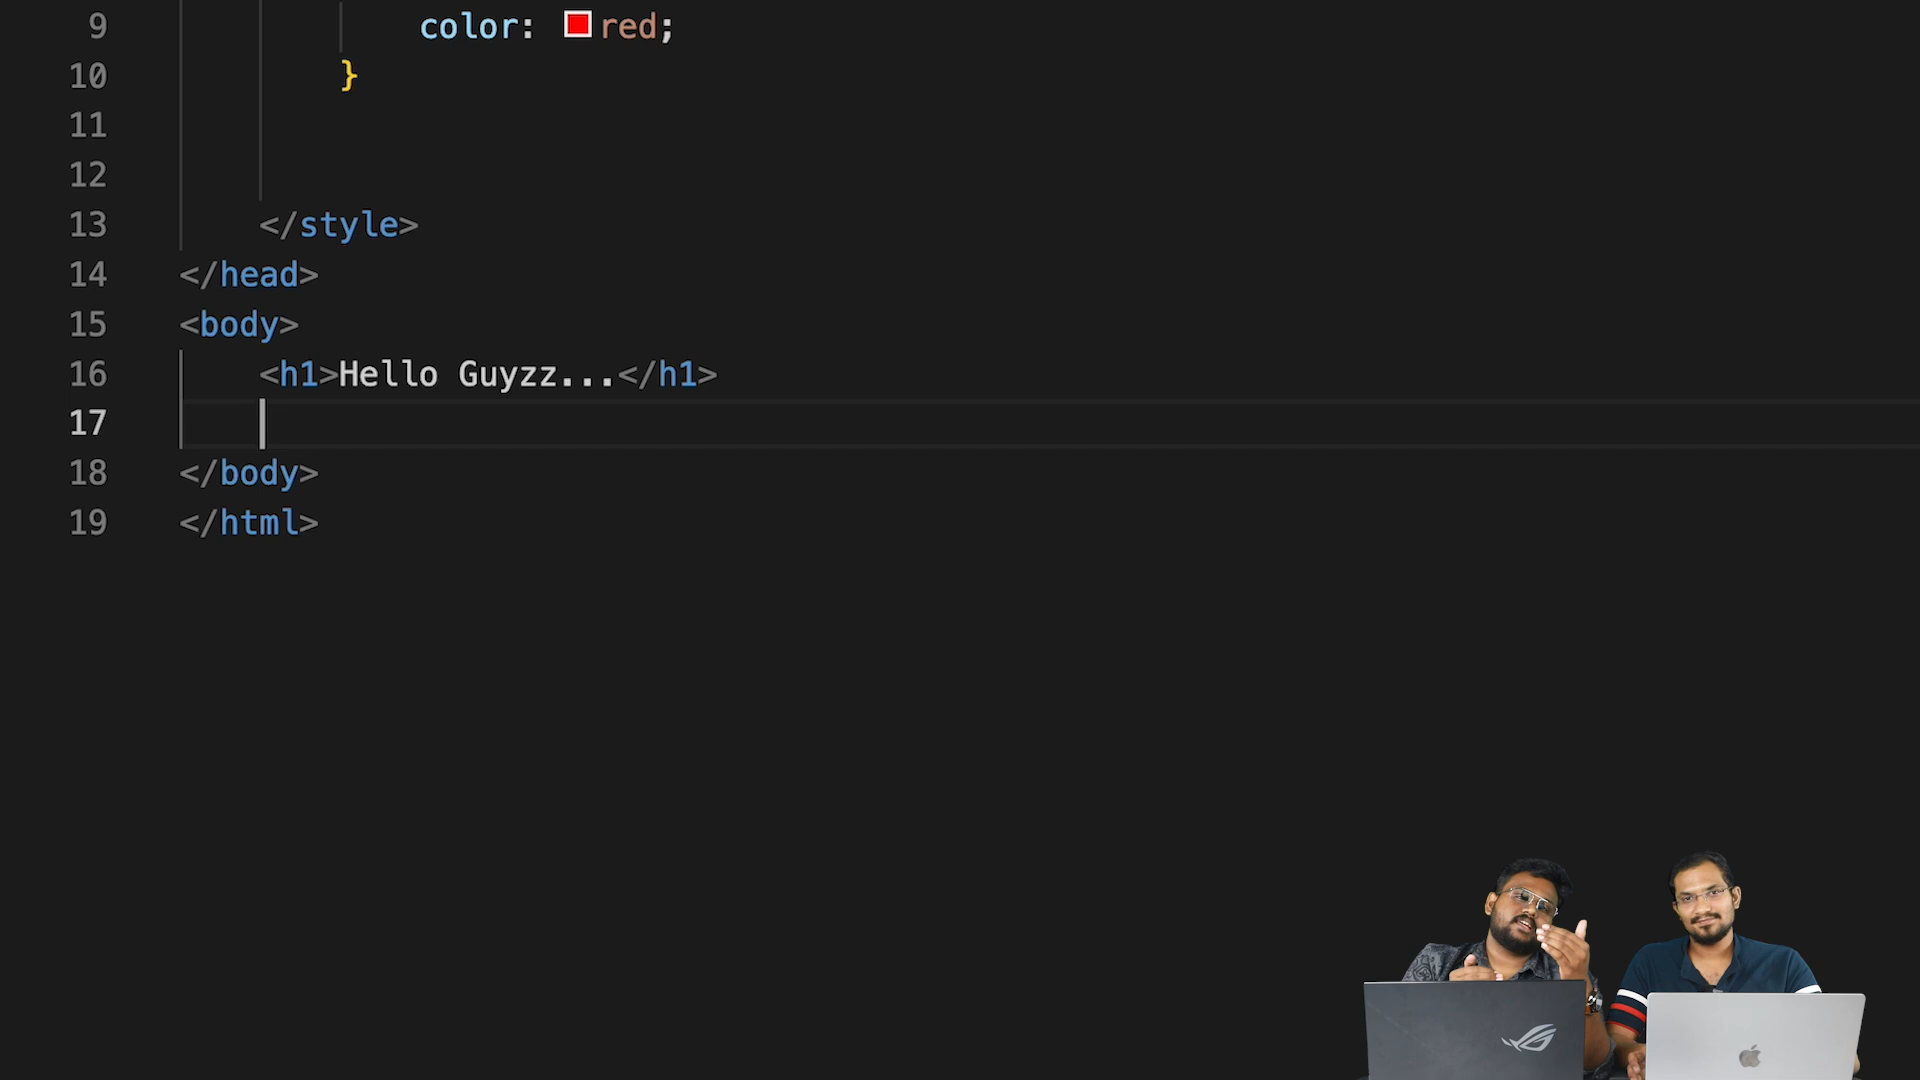 9 color: red;
10 }
11
12
13 </style>
14 </head>
15 <body>
16 <h1>Hello Guyzz...</h1>
17
18 </body>
19 </html>